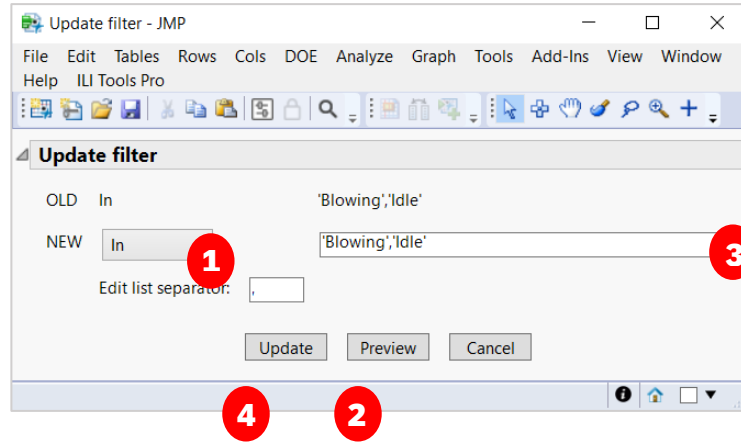 Update filter - JMP
File Edit Tables Rows Cols DOE Analyze Graph Tools Add-Ins View Window
Help ILI Tools Pro
Update filter
OLD In 'Blowing','Idle'
NEW In 'Blowing','Idle'
1
3
Edit list separator: ,
Update Preview Cancel
4 2